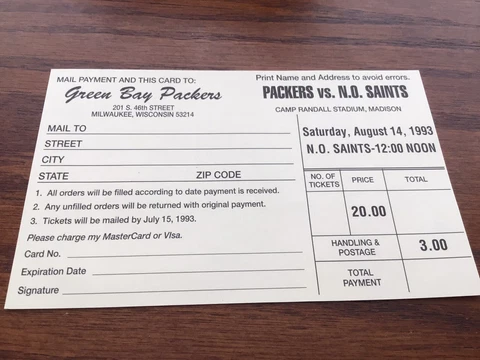 MAIL PAYMENT AND THIS CARD TO:
Green Bay Packers
201 S. 46th STREET
MILWAUKEE, WISCONSIN 53214
MAIL TO
STREET
CITY
STATE ZIP CODE
1. All orders will be filled according to date payment is received.
2. Any unfilled orders will be returned with original payment.
3. Tickets will be mailed by July 15, 1993.
Please charge my MasterCard or VIsa.
Card No.
Expiration Date
Signature
Print Name and Address to avoid errors.
PACKERS vs. N.O. SAINTS
CAMP RANDALL STADIUM, MADISON
Saturday, August 14, 1993
N.O. SAINTS-12:00 NOON
NO. OF TICKETS PRICE TOTAL
20.00
HANDLING & POSTAGE 3.00
TOTAL PAYMENT